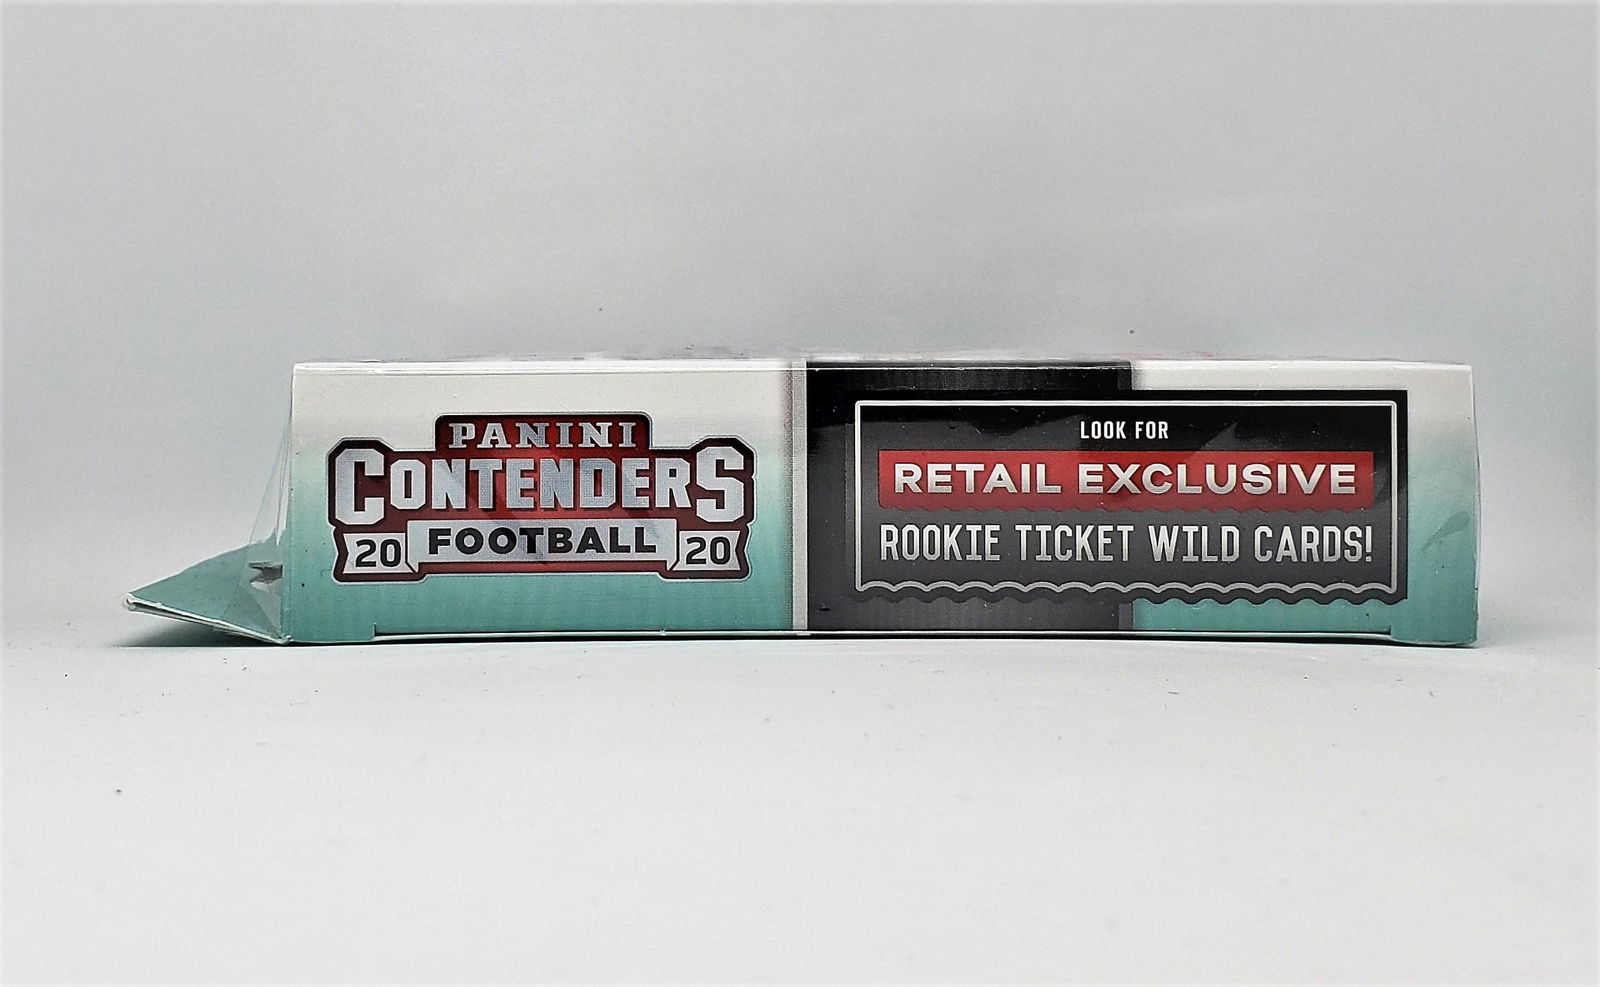 PANINI
CONTENDERS
20 FOOTBALL 20
LOOK FOR
RETAIL EXCLUSIVE
ROOKIE TICKET WILD CARDS!